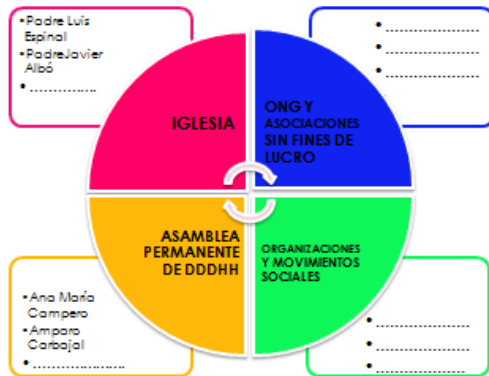 •Padre Luis
Espinal
•PadreJavier
Albó
• ...............
• .....................
• .....................
• .....................
IGLESIA
ONG Y
ASOCIACIONES
SIN FINES DE
LUCRO
ASAMBLEA
PERMANENTE
DE DDDHH
ORGANIZACIONES
Y MOVIMIENTOS
SOCIALES
•Ana María
Campero
•Amparo
Carbajal
• .....................
• .....................
• .....................
• .....................